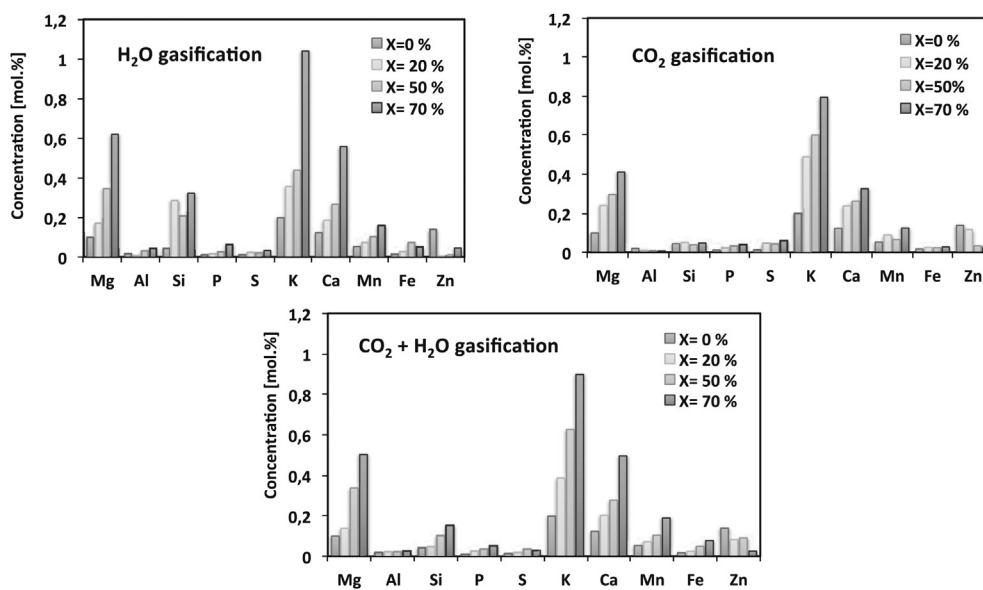 1,2
1
0,8
0,6
0,4
0,2
0
Concentration [mol.%]
H₂O gasification
X=0 %
X= 20 %
X= 50 %
X= 70 %
Mg Al Si P S K Ca Mn Fe Zn
1,2
1
0,8
0,6
0,4
0,2
0
Concentration [mol.%]
CO₂ gasification
X=0 %
X=20 %
X=50%
X=70 %
Mg Al Si P S K Ca Mn Fe Zn
1,2
1
0,8
0,6
0,4
0,2
0
Concentration [mol.%]
CO₂ + H₂O gasification
X= 0 %
X= 20 %
X= 50 %
X= 70 %
Mg Al Si P S K Ca Mn Fe Zn